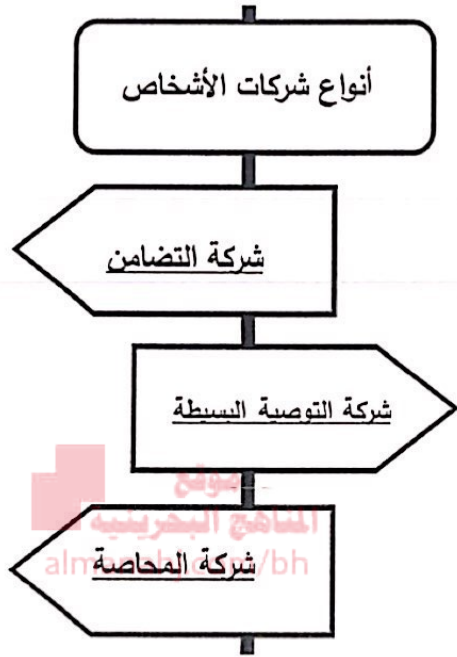 أنواع شركات الأشخاص
شركة التضامن
شركة التوصية البسيطة
موقع
المناهج البحرينية
almanahj.com/bh
شركة المحاصة